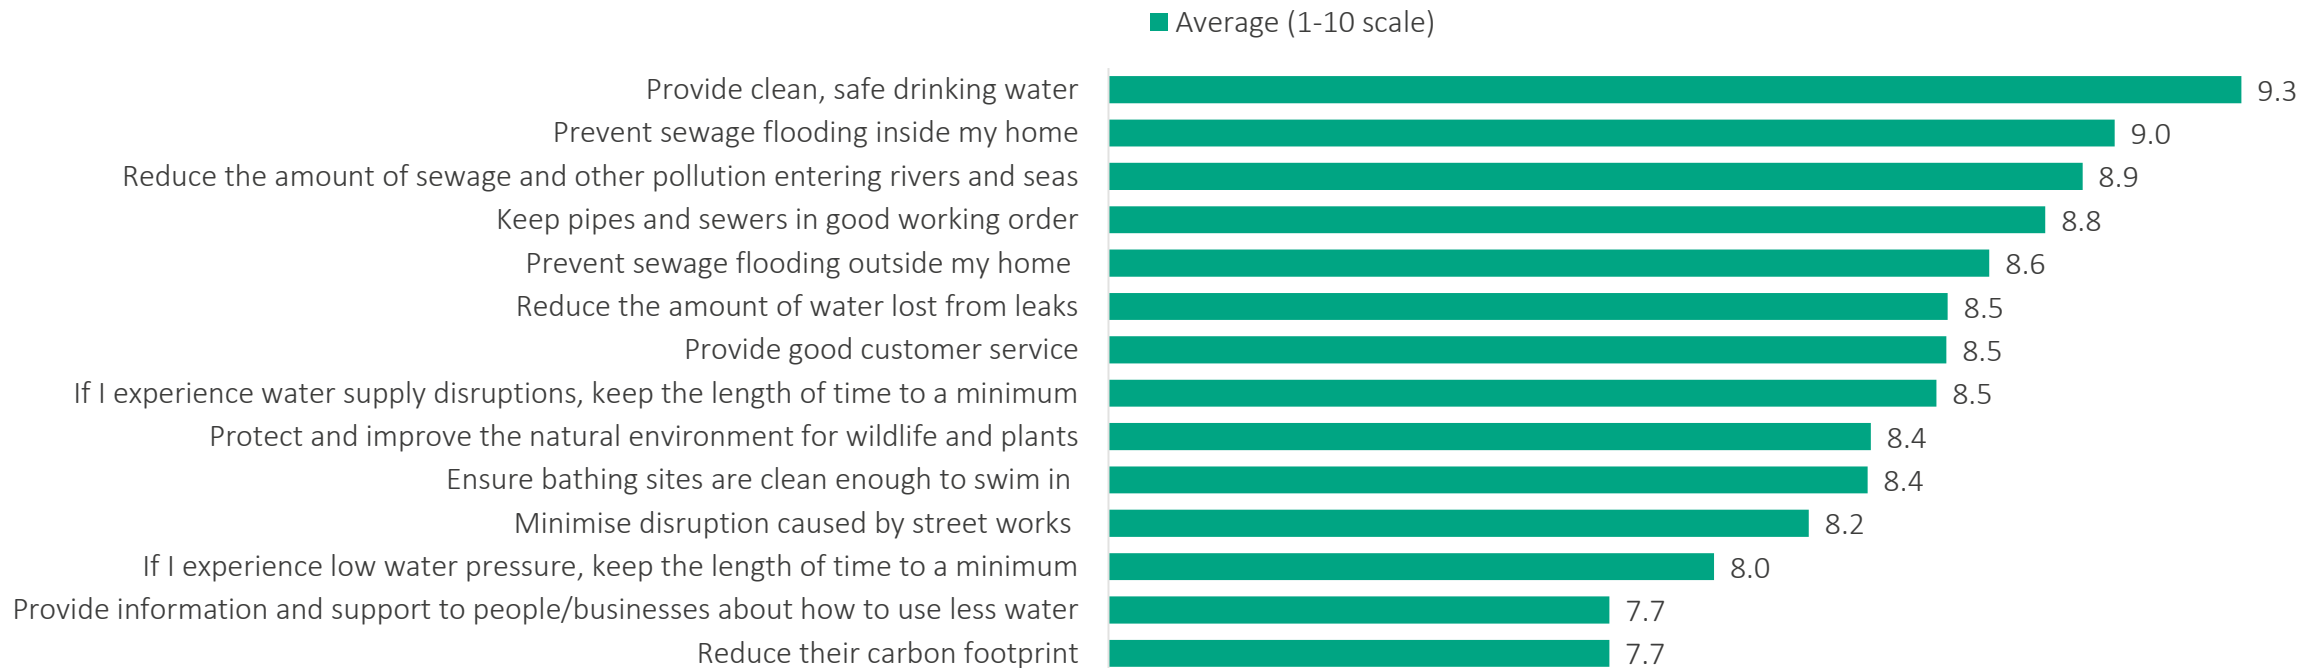 Average (1-10 scale)
Provide clean, safe drinking water 9.3
Prevent sewage flooding inside my home 9.0
Reduce the amount of sewage and other pollution entering rivers and seas 8.9
Keep pipes and sewers in good working order 8.8
Prevent sewage flooding outside my home 8.6
Reduce the amount of water lost from leaks 8.5
Provide good customer service 8.5
If I experience water supply disruptions, keep the length of time to a minimum 8.5
Protect and improve the natural environment for wildlife and plants 8.4
Ensure bathing sites are clean enough to swim in 8.4
Minimise disruption caused by street works 8.2
If I experience low water pressure, keep the length of time to a minimum 8.0
Provide information and support to people/businesses about how to use less water 7.7
Reduce their carbon footprint 7.7